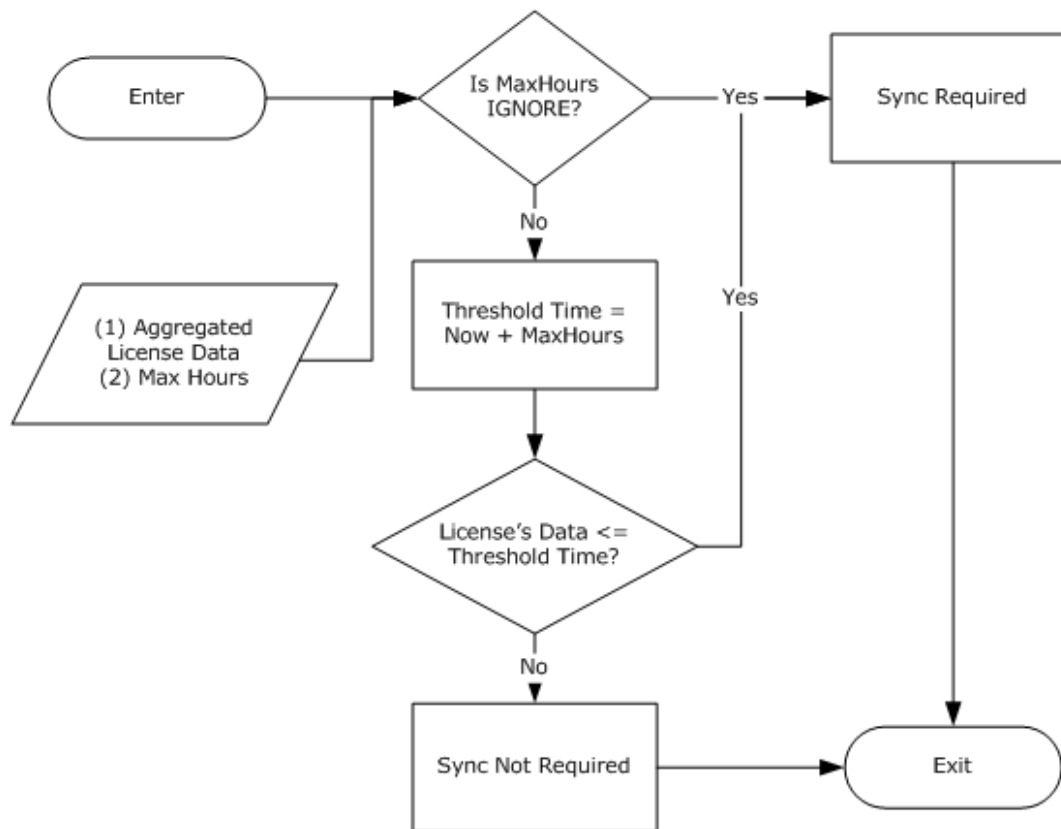 Enter
Is MaxHours
IGNORE?
Yes
Sync Required
No
(1) Aggregated
License Data
(2) Max Hours
Threshold Time =
Now + MaxHours
Yes
License’s Data <=
Threshold Time?
No
Sync Not Required
Exit